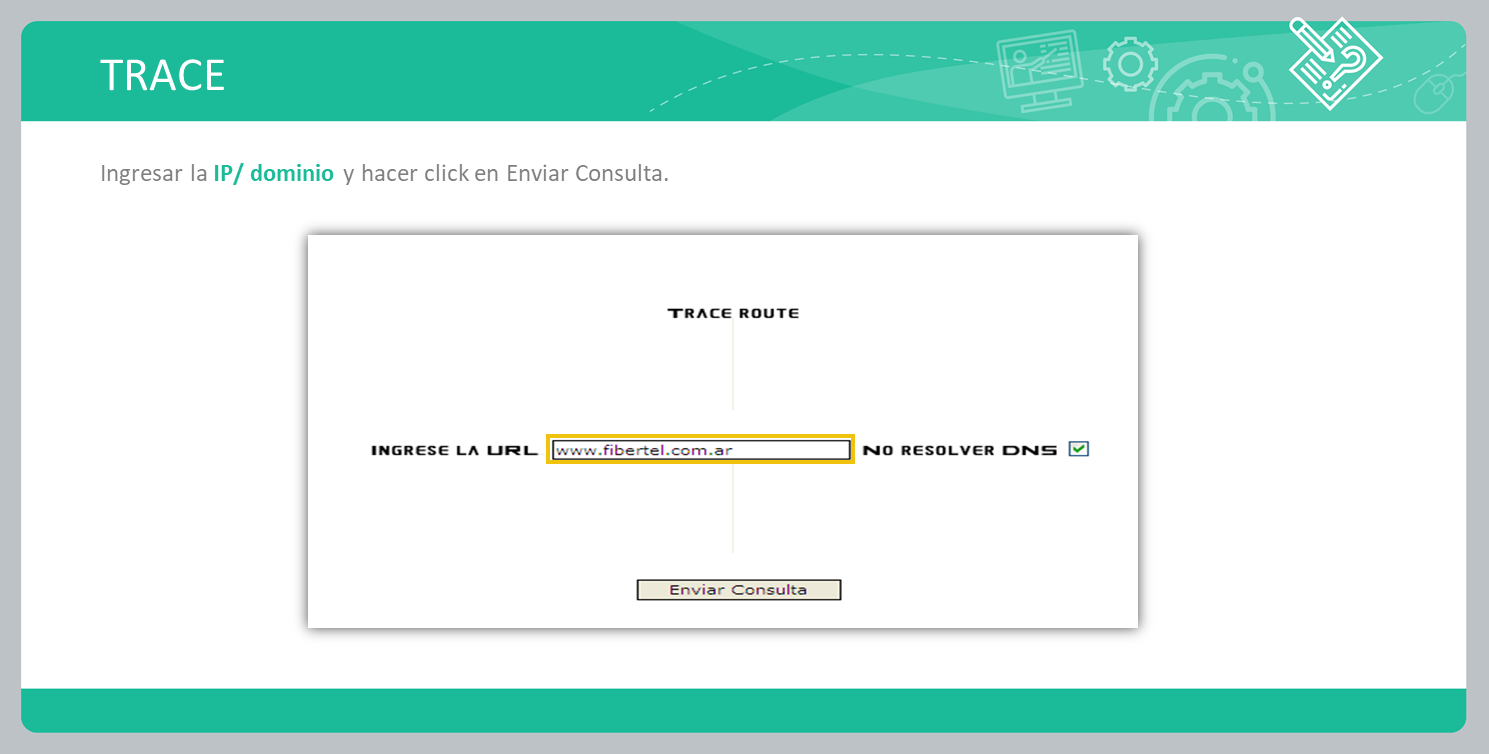 TRACE
Ingresar la IP/ dominio y hacer click en Enviar Consulta.
TRACE ROUTE
INGRESE LA URL www.fibertel.com.ar NO RESOLVER DNS
Enviar Consulta